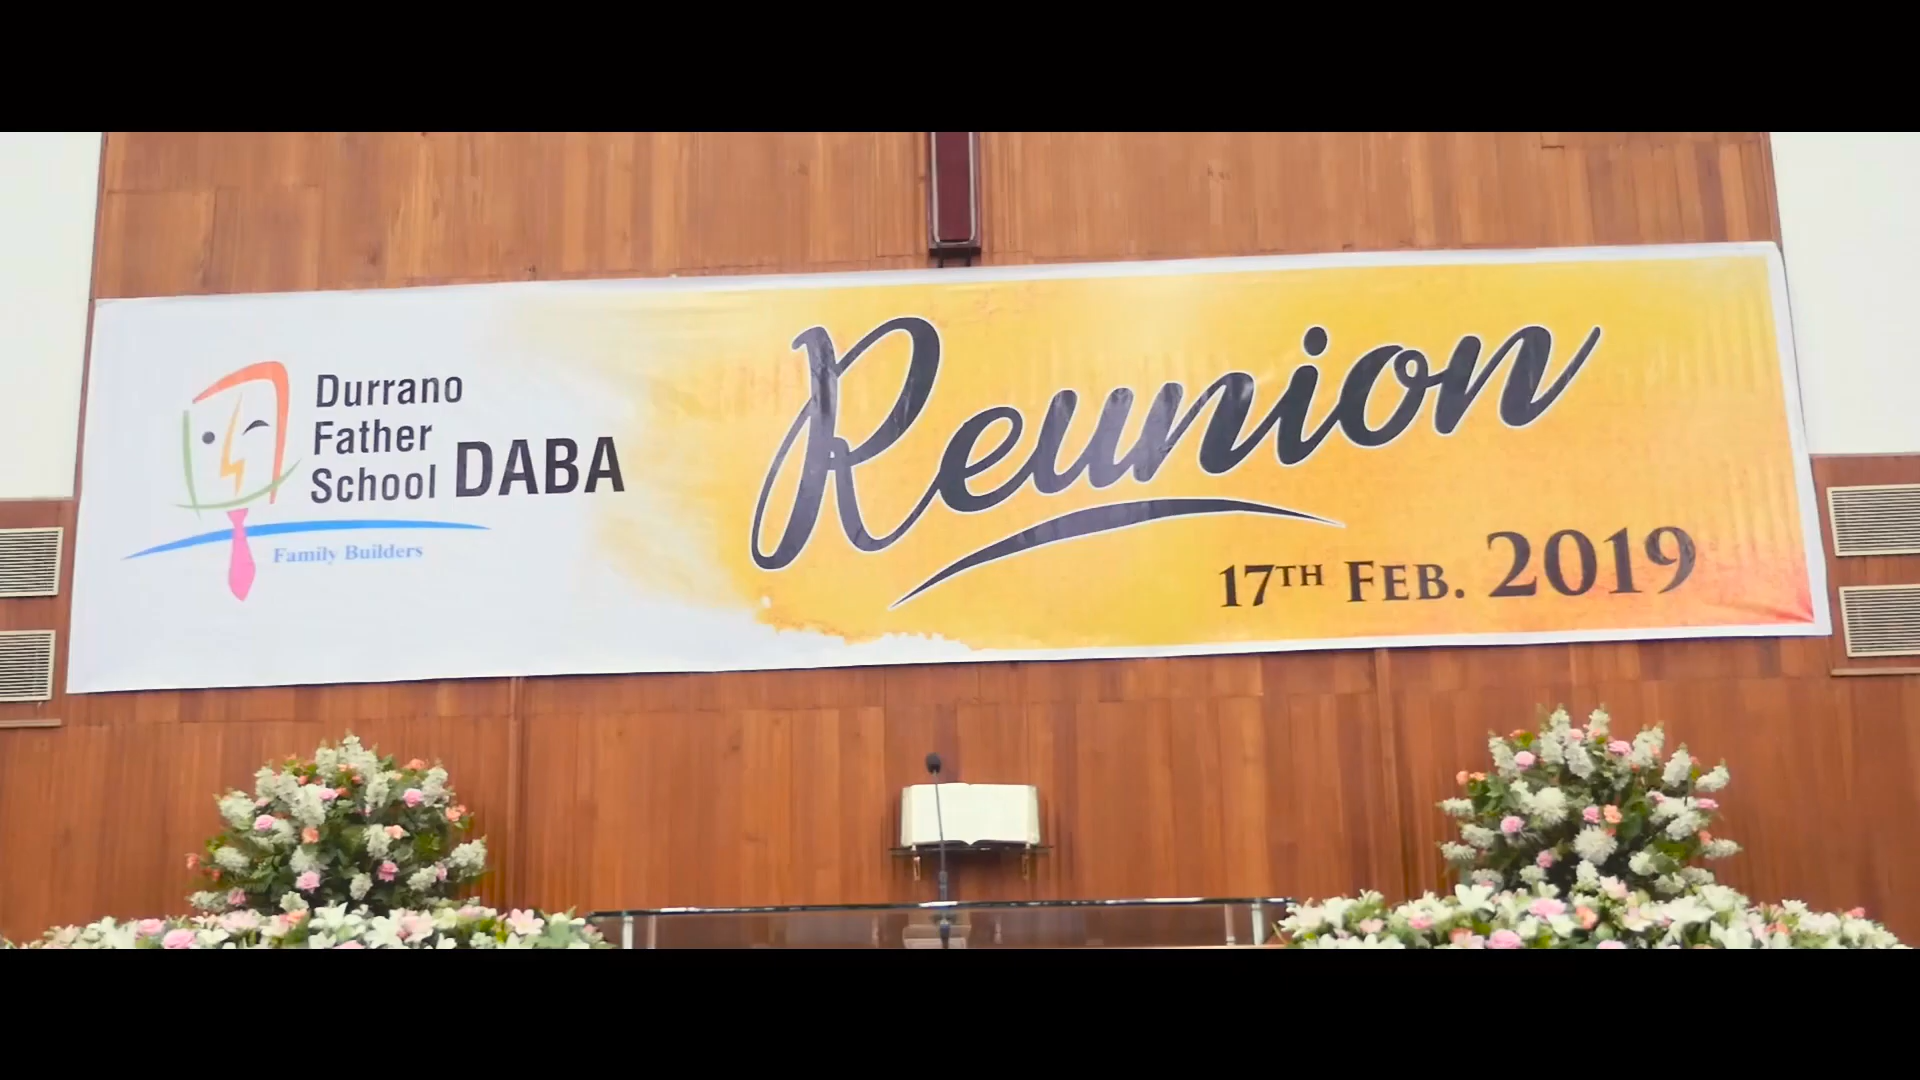 Durrano
Father
School DABA
Family Builders
Reunion
17TH FEB. 2019